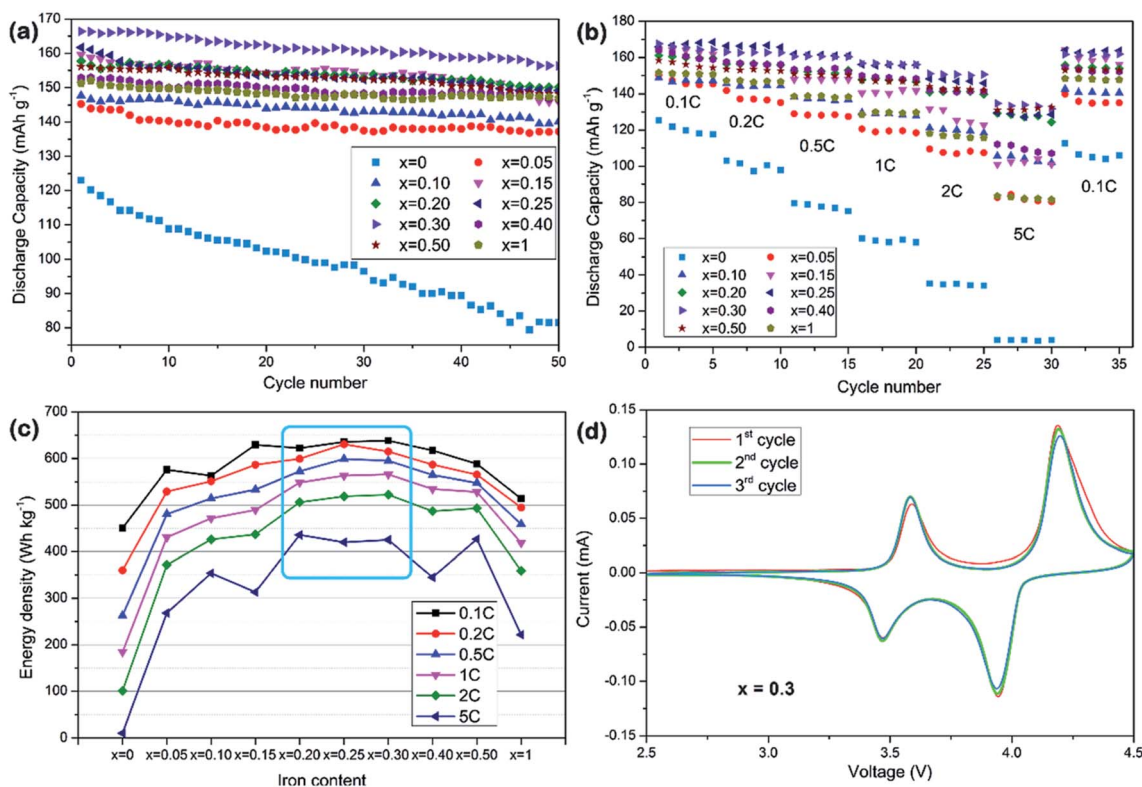 (a)
170
160
150
140
130
120
110
100
90
80
Discharge Capacity (mAh g⁻¹)
x=0 x=0.05
x=0.10 x=0.15
x=0.20 x=0.25
x=0.30 x=0.40
x=0.50 x=1
0 10 20 30 40 50
Cycle number
(b)
180
160
140
120
100
80
60
40
20
0
Discharge Capacity (mAh g⁻¹)
0.1C
0.2C
0.5C
1C
2C
5C
0.1C
x=0 x=0.05
x=0.10 x=0.15
x=0.20 x=0.25
x=0.30 x=0.40
x=0.50 x=1
0 5 10 15 20 25 30 35
Cycle number
(c)
700
600
500
400
300
200
100
0
Energy density (Wh kg⁻¹)
0.1C
0.2C
0.5C
1C
2C
5C
x=0 x=0.05 x=0.10 x=0.15 x=0.20 x=0.25 x=0.30 x=0.40 x=0.50 x=1
Iron content
(d)
0.15
0.10
0.05
0.00
-0.05
-0.10
-0.15
Current (mA)
1ˢᵗ cycle
2ⁿᵈ cycle
3ʳᵈ cycle
x = 0.3
2.5 3.0 3.5 4.0 4.5
Voltage (V)